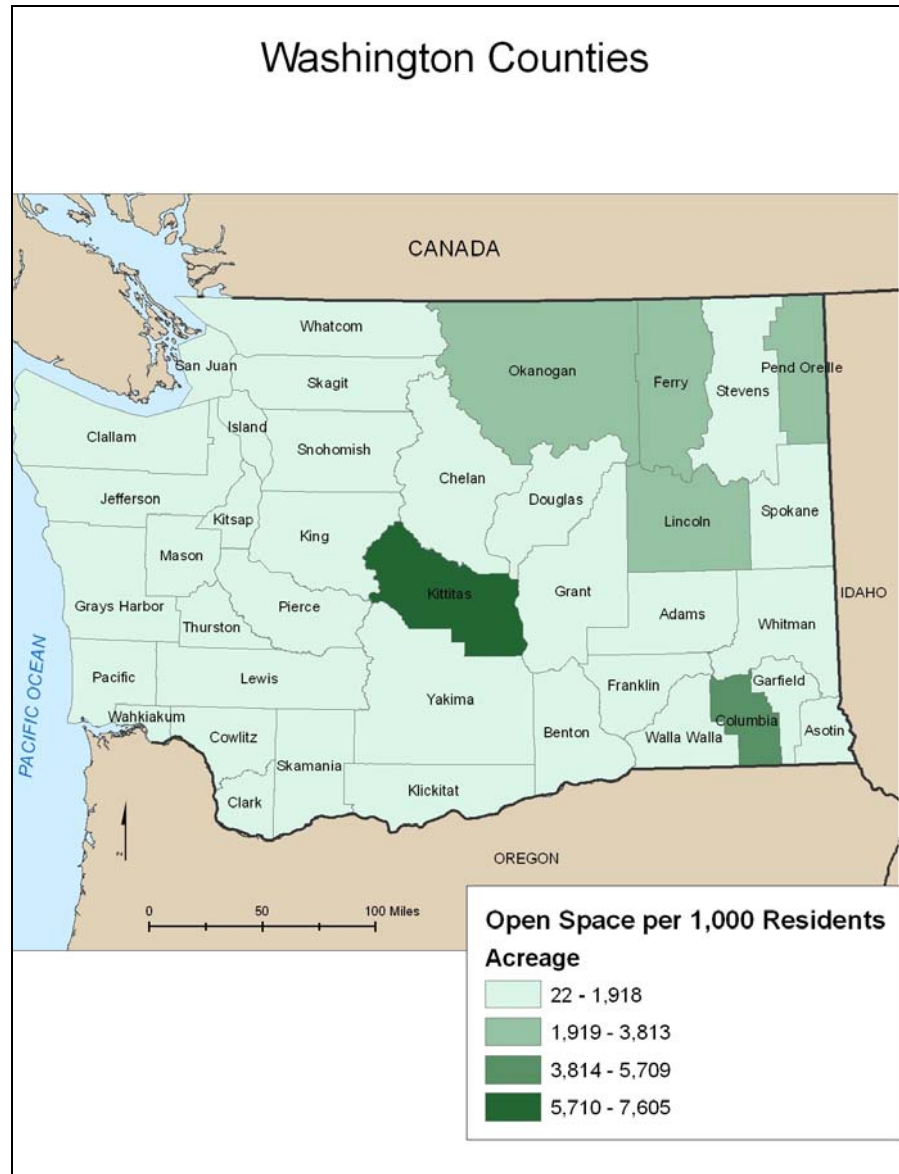 Washington Counties
CANADA
Whatcom
San Juan
Skagit
Okanogan
Ferry
Stevens
Pend Oreille
Island
Clallam
Snohomish
Chelan
Douglas
Jefferson
Kitsap
King
Lincoln
Spokane
Mason
Kittitas
Grant
IDAHO
Grays Harbor
Pierce
Thurston
Adams
Whitman
Pacific
Lewis
Yakima
Franklin
Garfield
Wahkiakum
Cowlitz
Benton
Walla Walla
Columbia
Asotin
Skamania
Clark
Klickitat
PACIFIC OCEAN
OREGON
0 50 100 Miles
Open Space per 1,000 Residents
Acreage
22 - 1,918
1,919 - 3,813
3,814 - 5,709
5,710 - 7,605